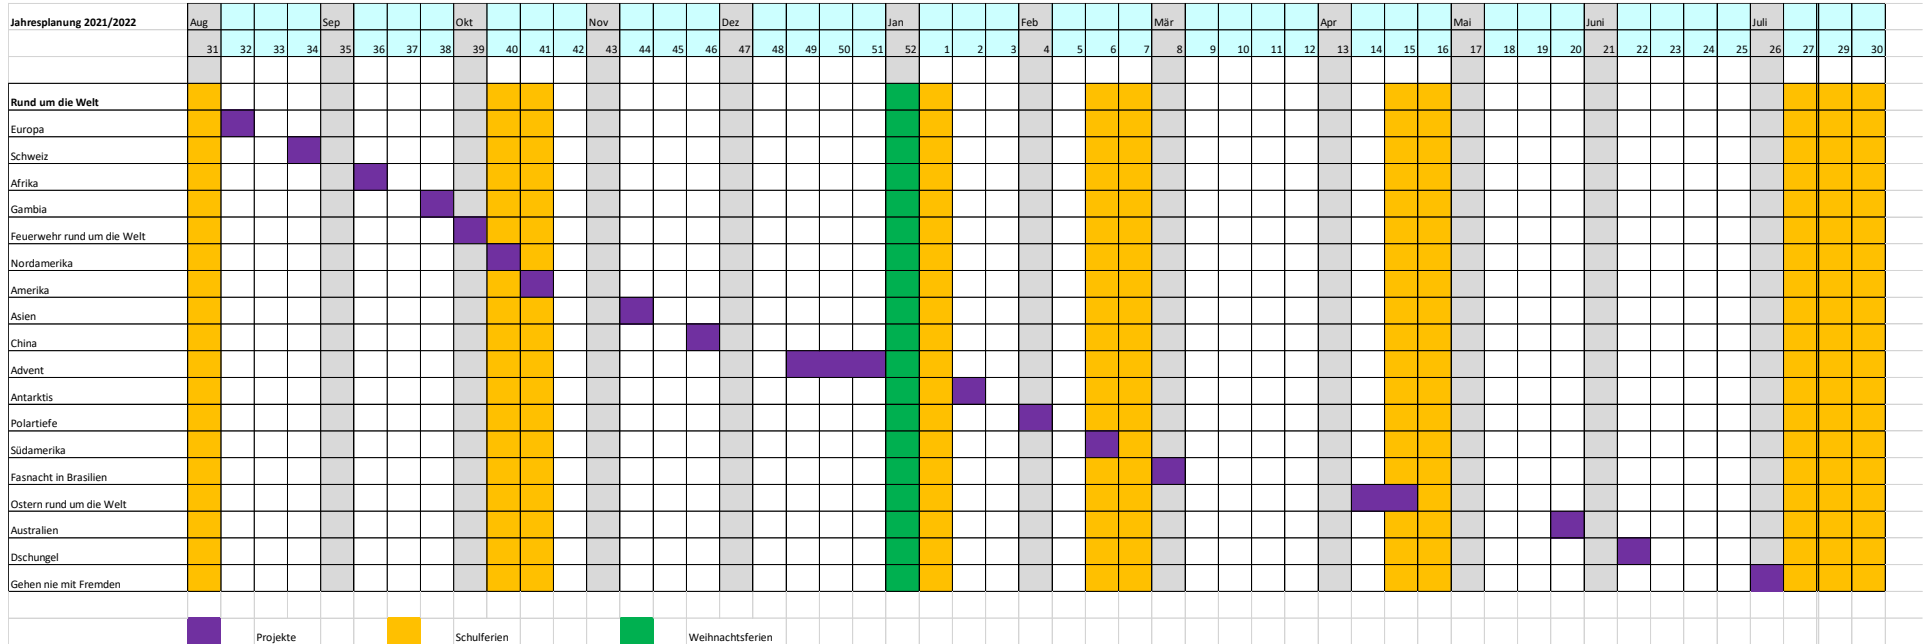 Jahresplanung 2021/2022 Aug Sep Okt Nov Dez Jan Feb Mär Apr Mai Juni Juli
31 32 33 34 35 36 37 38 39 40 41 42 43 44 45 46 47 48 49 50 51 52 1 2 3 4 5 6 7 8 9 10 11 12 13 14 15 16 17 18 19 20 21 22 23 24 25 26 27 29 30
Rund um die Welt
Europa
Schweiz
Afrika
Gambia
Feuerwehr rund um die Welt
Nordamerika
Amerika
Asien
China
Advent
Antarktis
Polartiefe
Südamerika
Fasnacht in Brasilien
Ostern rund um die Welt
Australien
Dschungel
Gehen nie mit Fremden
Projekte Schulferien Weihnachtsferien